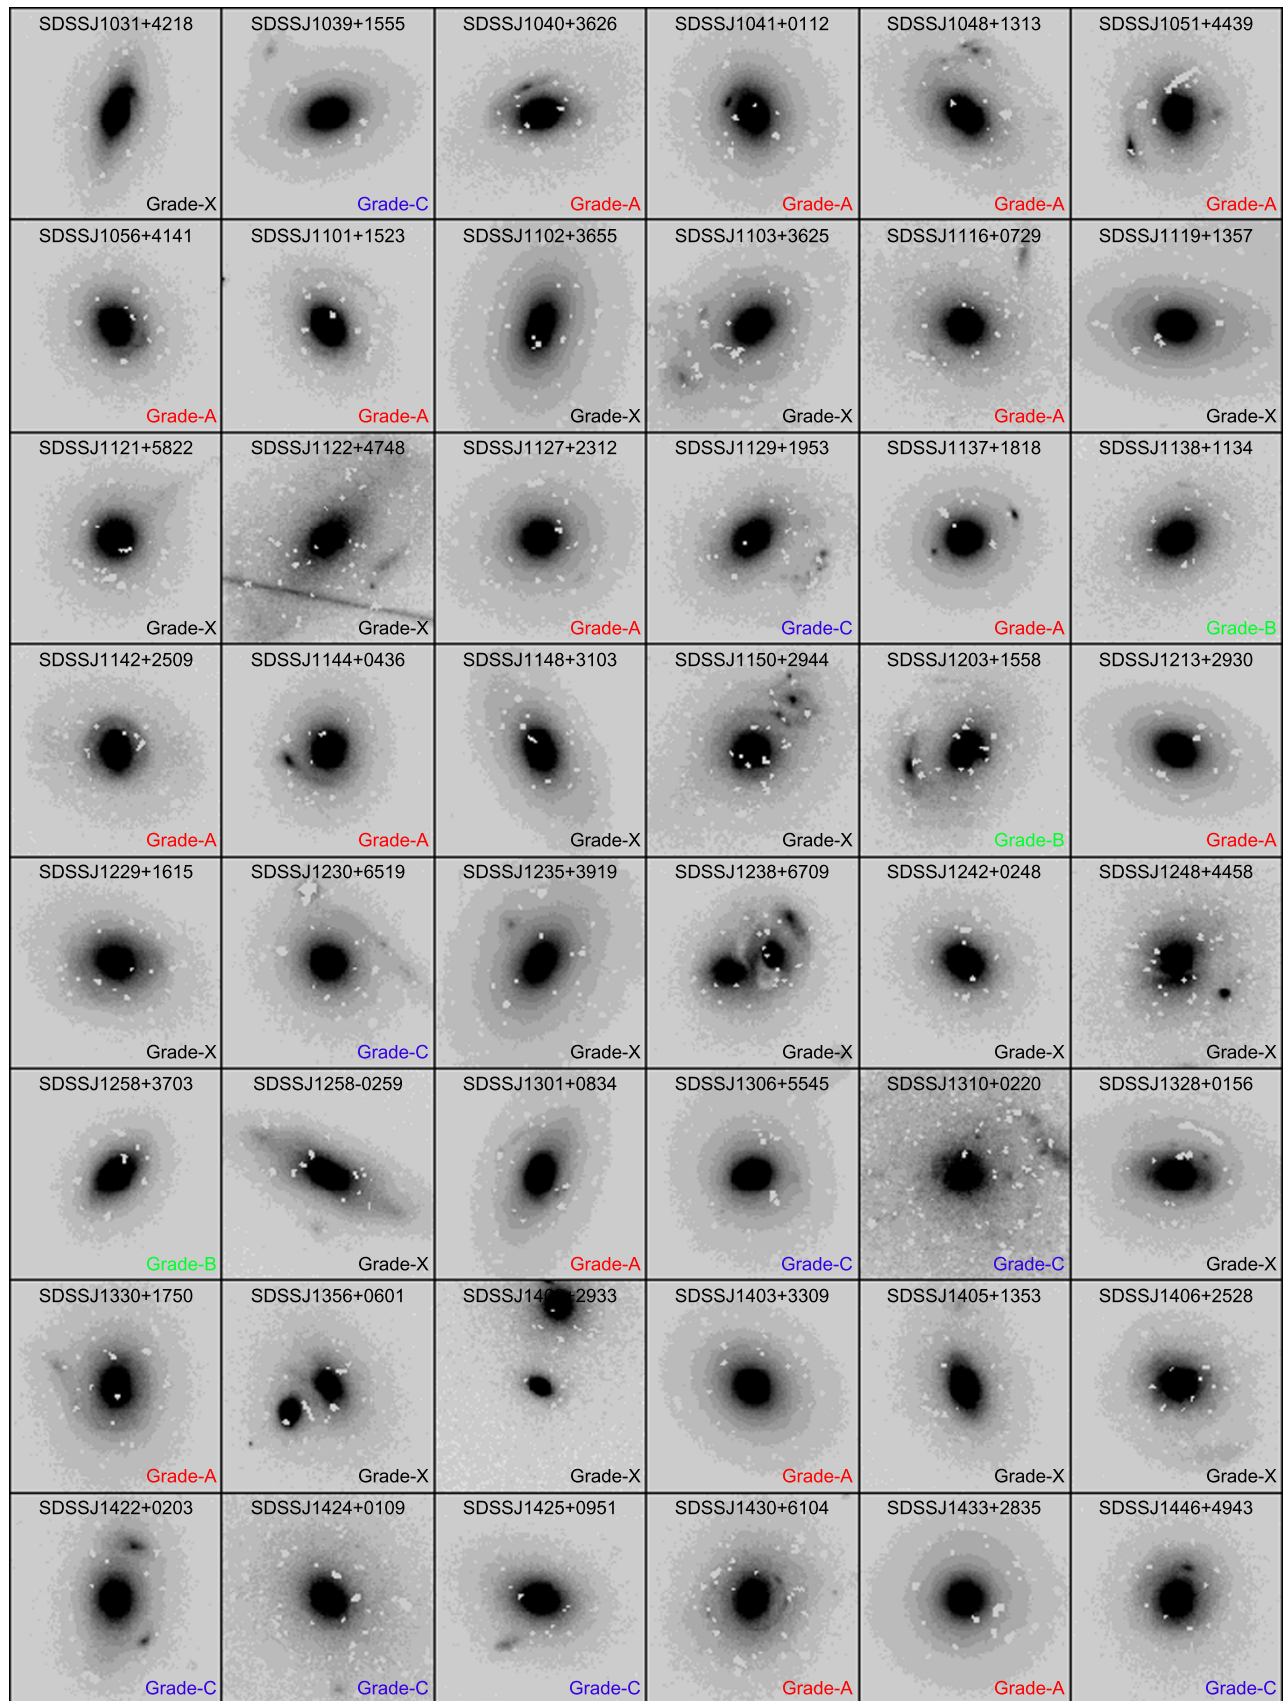 SDSSJ1031+4218 SDSSJ1039+1555 SDSSJ1040+3626 SDSSJ1041+0112 SDSSJ1048+1313 SDSSJ1051+4439
Grade-X Grade-C Grade-A Grade-A Grade-A Grade-A
SDSSJ1056+4141 SDSSJ1101+1523 SDSSJ1102+3655 SDSSJ1103+3625 SDSSJ1116+0729 SDSSJ1119+1357
Grade-A Grade-A Grade-X Grade-X Grade-A Grade-X
SDSSJ1121+5822 SDSSJ1122+4748 SDSSJ1127+2312 SDSSJ1129+1953 SDSSJ1137+1818 SDSSJ1138+1134
Grade-X Grade-X Grade-A Grade-C Grade-A Grade-B
SDSSJ1142+2509 SDSSJ1144+0436 SDSSJ1148+3103 SDSSJ1150+2944 SDSSJ1203+1558 SDSSJ1213+2930
Grade-A Grade-A Grade-X Grade-X Grade-B Grade-A
SDSSJ1229+1615 SDSSJ1230+6519 SDSSJ1235+3919 SDSSJ1238+6709 SDSSJ1242+0248 SDSSJ1248+4458
Grade-X Grade-C Grade-X Grade-X Grade-X Grade-X
SDSSJ1258+3703 SDSSJ1258-0259 SDSSJ1301+0834 SDSSJ1306+5545 SDSSJ1310+0220 SDSSJ1328+0156
Grade-B Grade-X Grade-A Grade-C Grade-C Grade-X
SDSSJ1330+1750 SDSSJ1356+0601 SDSSJ1403+3309 SDSSJ1405+1353 SDSSJ1406+2528
Grade-A Grade-X Grade-X Grade-A Grade-X Grade-X
SDSSJ1422+0203 SDSSJ1424+0109 SDSSJ1425+0951 SDSSJ1430+6104 SDSSJ1433+2835 SDSSJ1446+4943
Grade-C Grade-C Grade-C Grade-A Grade-A Grade-C